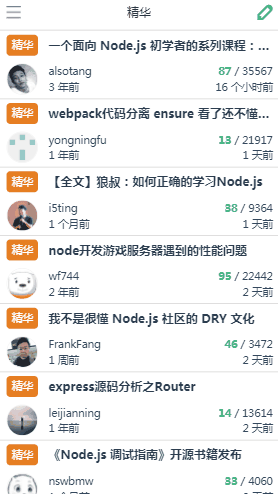 精华
精华 一个面向 Node.js 初学者的系列课程：...
alsotang 87 / 35567
3 年前 16 个小时前
精华 webpack代码分离 ensure 看了还不懂...
yongningfu 13 / 21917
1 年前 1 天前
精华 【全文】狼叔：如何正确的学习Node.js
i5ting 38 / 9364
1 个月前 1 天前
精华 node开发游戏服务器遇到的性能问题
wf744 95 / 22442
2 年前 2 天前
精华 我不是很懂 Node.js 社区的 DRY 文化
FrankFang 46 / 3472
1 周前 2 天前
精华 express源码分析之Router
leijianning 14 / 13614
2 年前 2 天前
精华 《Node.js 调试指南》开源书籍发布
nswbmw 33 / 4060